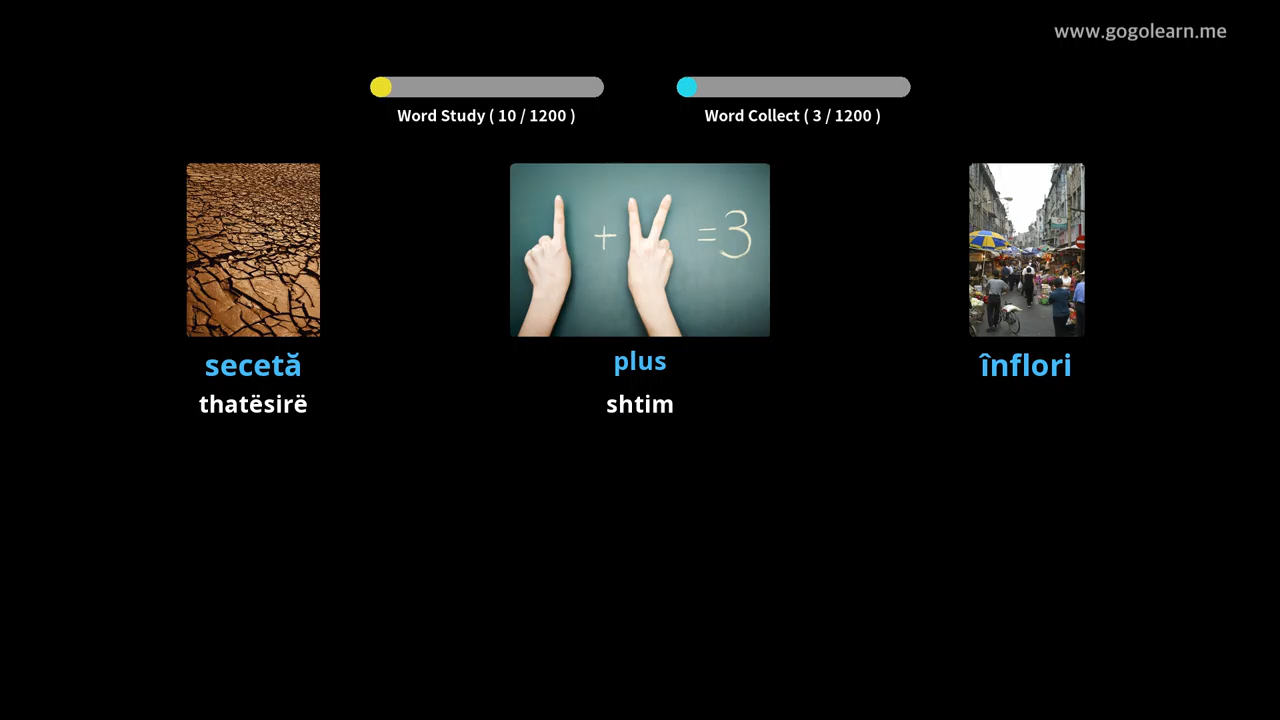 www.gogolearn.me
Word Study ( 10 / 1200 )
Word Collect ( 3 / 1200 )
+ =3
secetă
plus
înflori
thatësirë
shtim